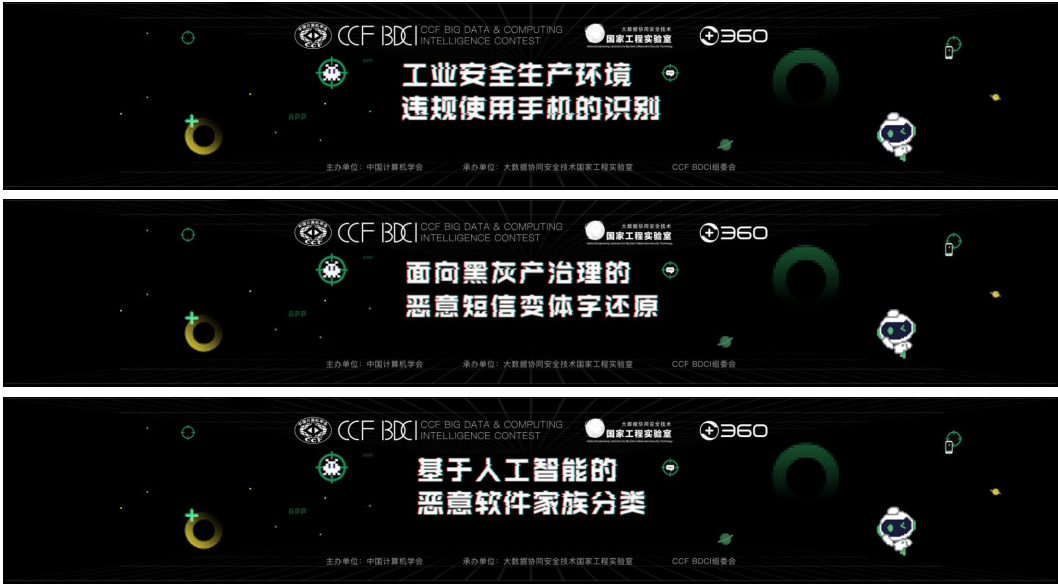 CCF BDCI CCF BIG DATA & COMPUTING INTELLIGENCE CONTEST 大数据协同安全技术 国家工程实验室 360
工业安全生产环境
违规使用手机的识别
APP
主办单位：中国计算机学会 承办单位：大数据协同安全技术国家工程实验室 CCF BDCI组委会
CCF BDCI CCF BIG DATA & COMPUTING INTELLIGENCE CONTEST 大数据协同安全技术 国家工程实验室 360
面向黑灰产治理的
恶意短信变体字还原
APP
主办单位：中国计算机学会 承办单位：大数据协同安全技术国家工程实验室 CCF BDCI组委会
CCF BDCI CCF BIG DATA & COMPUTING INTELLIGENCE CONTEST 大数据协同安全技术 国家工程实验室 360
基于人工智能的
恶意软件家族分类
APP
主办单位：中国计算机学会 承办单位：大数据协同安全技术国家工程实验室 CCF BDCI组委会